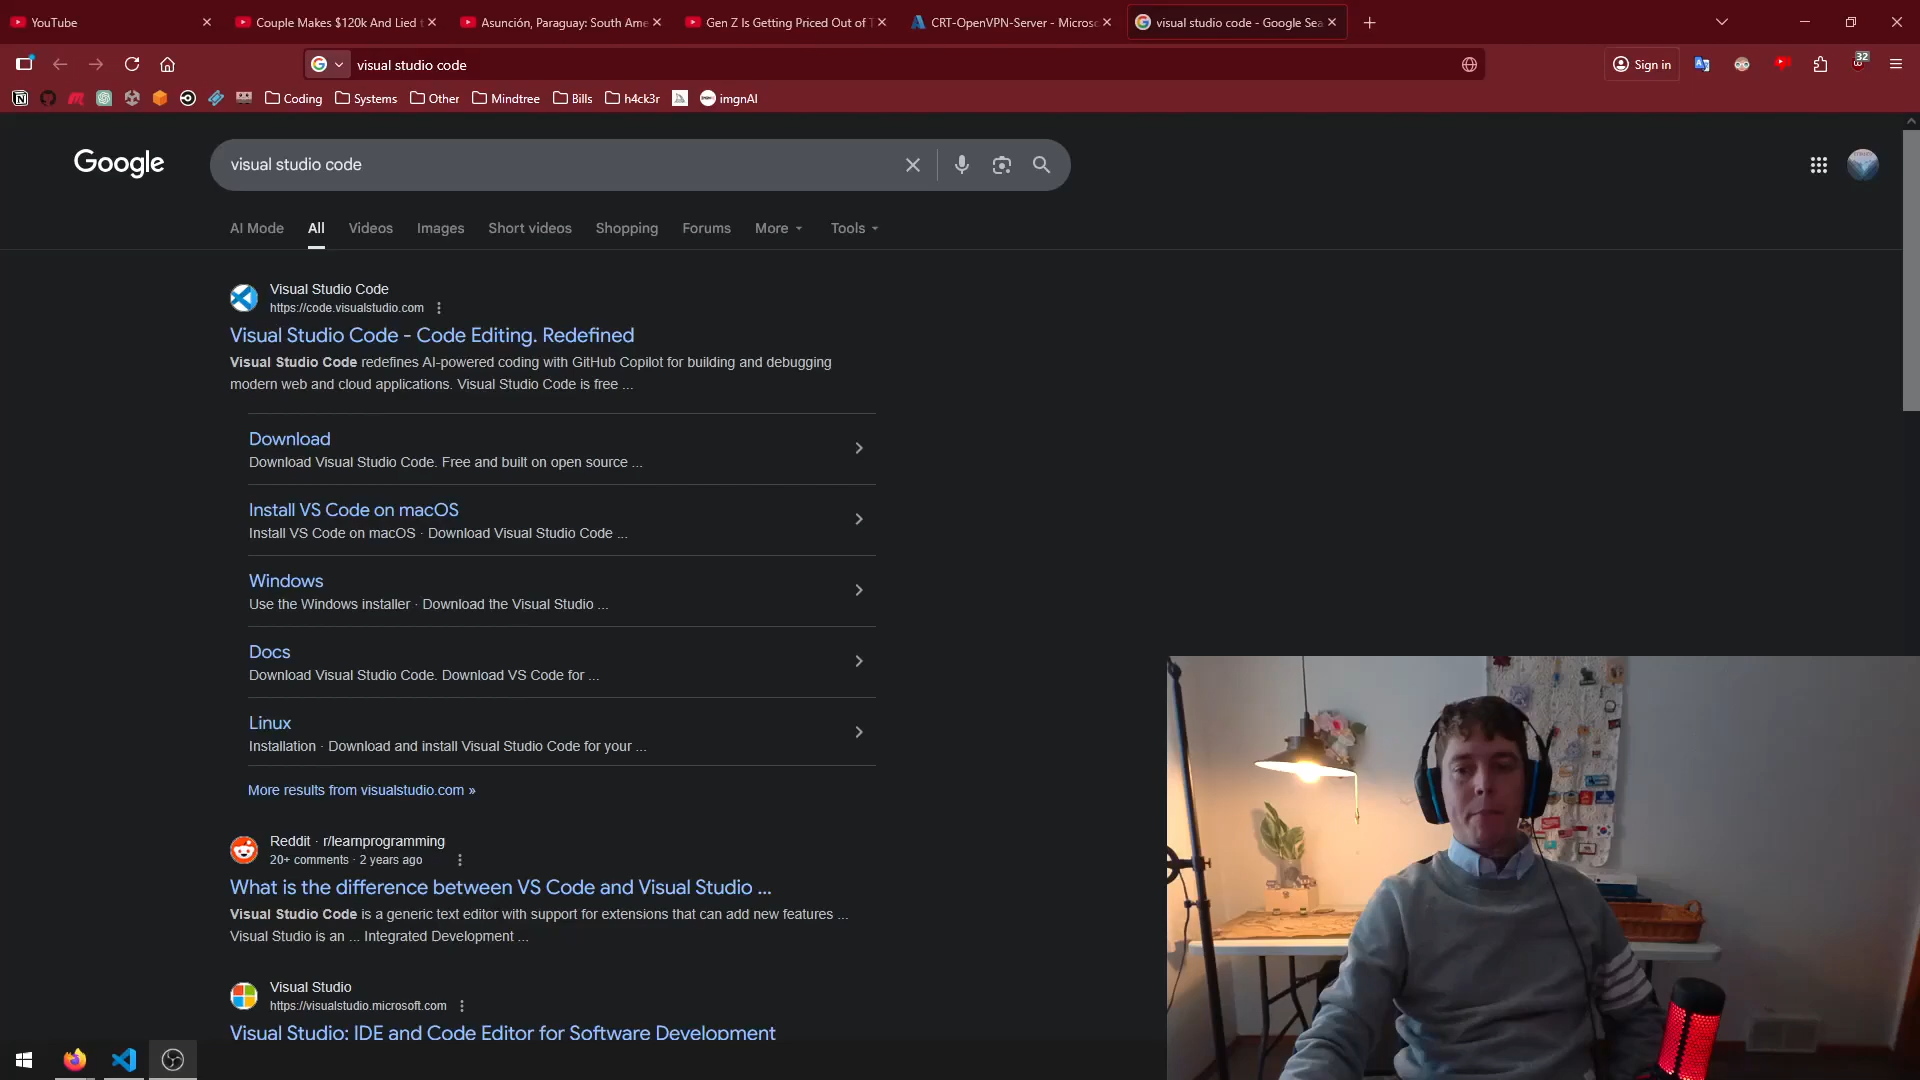 YouTube
Couple Makes $120k And Lied t
Asunción, Paraguay: South Ame
Gen Z Is Getting Priced Out of T
CRT-OpenVPN-Server - Microso
visual studio code - Google Sea
visual studio code
Sign in
32
Coding
Systems
Other
Mindtree
Bills
h4ck3r
imgnAI
Google
visual studio code
AI Mode
All
Videos
Images
Short videos
Shopping
Forums
More
Tools
Visual Studio Code
https://code.visualstudio.com
Visual Studio Code - Code Editing. Redefined
Visual Studio Code redefines AI-powered coding with GitHub Copilot for building and debugging
modern web and cloud applications. Visual Studio Code is free ...
Download
Download Visual Studio Code. Free and built on open source ...
Install VS Code on macOS
Install VS Code on macOS · Download Visual Studio Code ...
Windows
Use the Windows installer · Download the Visual Studio ...
Docs
Download Visual Studio Code. Download VS Code for ...
Linux
Installation · Download and install Visual Studio Code for your ...
More results from visualstudio.com »
Reddit · r/learnprogramming
20+ comments · 2 years ago
What is the difference between VS Code and Visual Studio ...
Visual Studio Code is a generic text editor with support for extensions that can add new features ...
Visual Studio is an ... Integrated Development ...
Visual Studio
https://visualstudio.microsoft.com
Visual Studio: IDE and Code Editor for Software Development